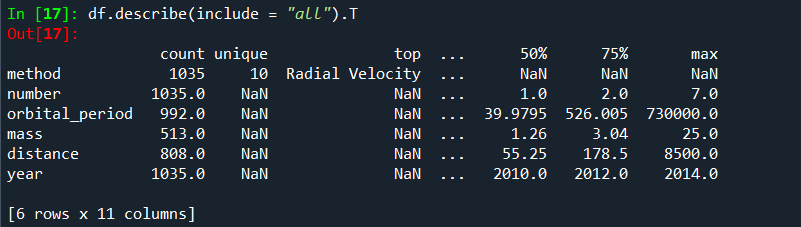 In [17]: df.describe(include = "all").T
Out[17]:
count unique top ... 50% 75% max
method 1035 10 Radial Velocity ... NaN NaN NaN
number 1035.0 NaN NaN ... 1.0 2.0 7.0
orbital_period 992.0 NaN NaN ... 39.9795 526.005 730000.0
mass 513.0 NaN NaN ... 1.26 3.04 25.0
distance 808.0 NaN NaN ... 55.25 178.5 8500.0
year 1035.0 NaN NaN ... 2010.0 2012.0 2014.0
[6 rows x 11 columns]